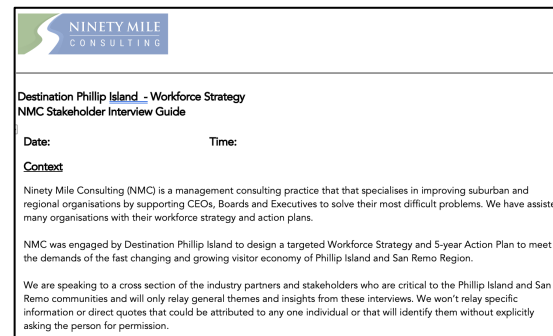 NINETY MILE
CONSULTING
Destination Phillip Island - Workforce Strategy
NMC Stakeholder Interview Guide
Date: Time:
Context
Ninety Mile Consulting (NMC) is a management consulting practice that that specialises in improving suburban and
regional organisations by supporting CEOs, Boards and Executives to solve their most difficult problems. We have assiste
many organisations with their workforce strategy and action plans.
NMC was engaged by Destination Phillip Island to design a targeted Workforce Strategy and 5-year Action Plan to meet
the demands of the fast changing and growing visitor economy of Phillip Island and San Remo Region.
We are speaking to a cross section of the industry partners and stakeholders who are critical to the Phillip Island and San
Remo communities and will only relay general themes and insights from these interviews. We won't relay specific
information or direct quotes that could be attributed to any one individual or that will identify them without explicitly
asking the person for permission.